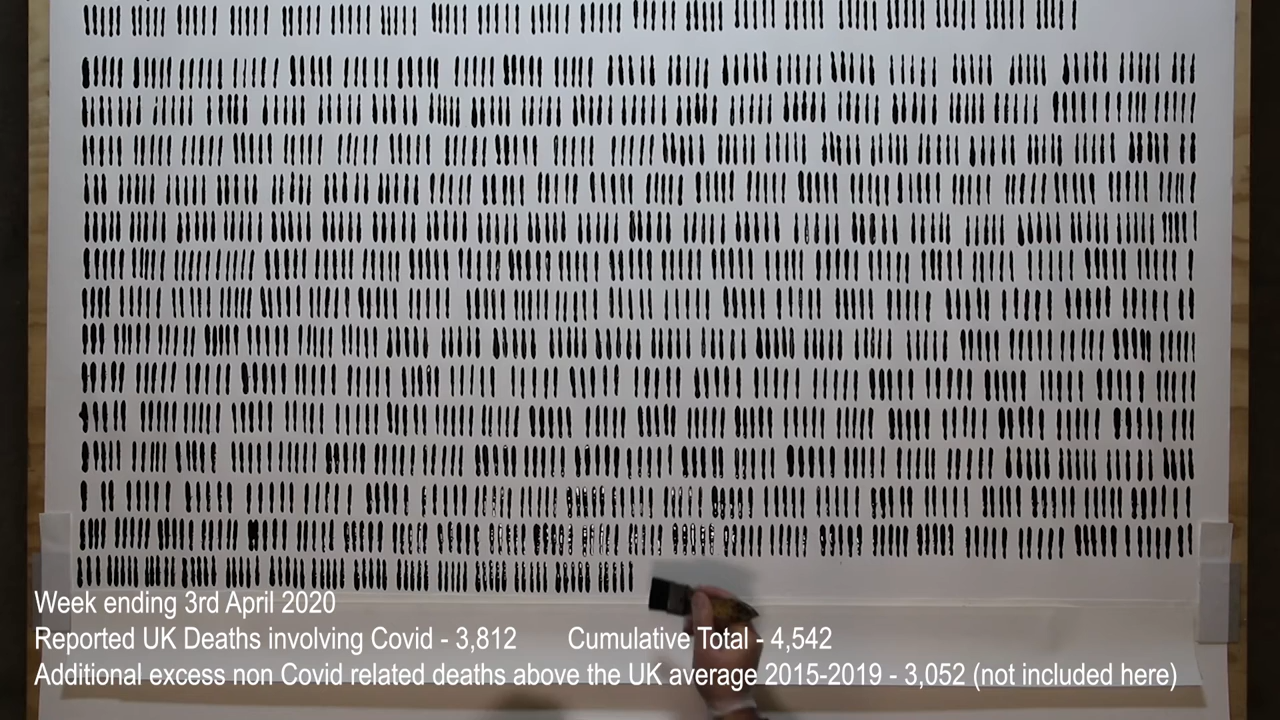 Week ending 3rd April 2020
Reported UK Deaths involving Covid - 3,812 Cumulative Total - 4,542
Additional excess non Covid related deaths above the UK average 2015-2019 - 3,052 (not included here)